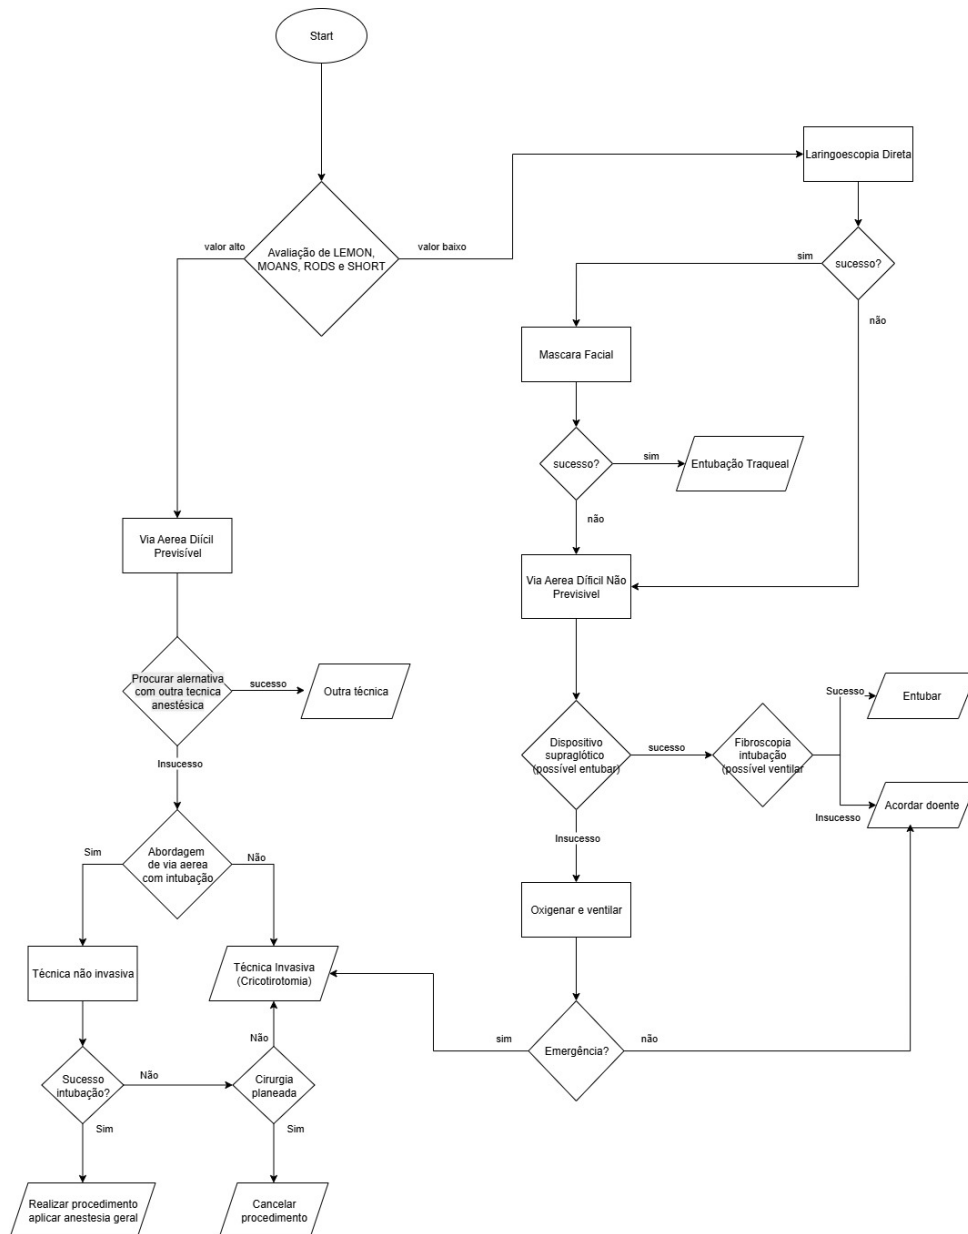 Start
Laringoescopia Direta
valor alto
Avaliação de LEMON,
MOANS, RODS e SHORT
valor baixo
sim
sucesso?
não
Mascara Facial
sucesso?
sim
Entubação Traqueal
não
Via Aerea Diícil
Previsível
Via Aerea Díficil Não
Previsivel
Procurar alernativa
com outra tecnica
anestésica
sucesso
Outra técnica
Insucesso
Dispositivo
supraglótico
(possível entubar)
sucesso
Fibroscopia
intubação
(possível ventilar
Sucesso
Entubar
Insucesso
Acordar doente
Insucesso
Sim
Abordagem
de via aerea
com intubação
Não
Oxigenar e ventilar
Técnica não invasiva
Técnica Invasiva
(Cricotirotomia)
sim
Emergência?
não
Não
Sucesso
intubação?
Não
Cirurgia
planeada
Sim
Sim
Realizar procedimento
aplicar anestesia geral
Cancelar
procedimento